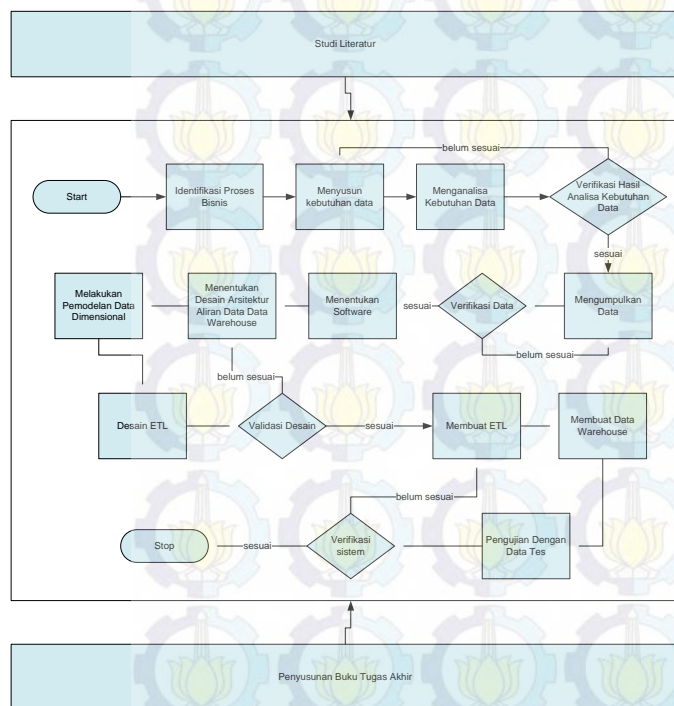 Studi Literatur
belum sesuai
Start
Identifikasi Proses
Bisnis
Menyusun
kebutuhan data
Menganalisa
Kebutuhan Data
Verifikasi Hasil
Analisa Kebutuhan
Data
sesuai
Melakukan
Pemodelan Data
Dimensional
Menentukan
Desain Arsitektur
Aliran Data Data
Warehouse
Menentukan
Software
sesuai
Verifikasi Data
Mengumpulkan
Data
belum sesuai
belum sesuai
Desain ETL
Validasi Desain
sesuai
Membuat ETL
Membuat Data
Warehouse
belum sesuai
Stop
sesuai
Verifikasi
sistem
Pengujian Dengan
Data Tes
Penyusunan Buku Tugas Akhir